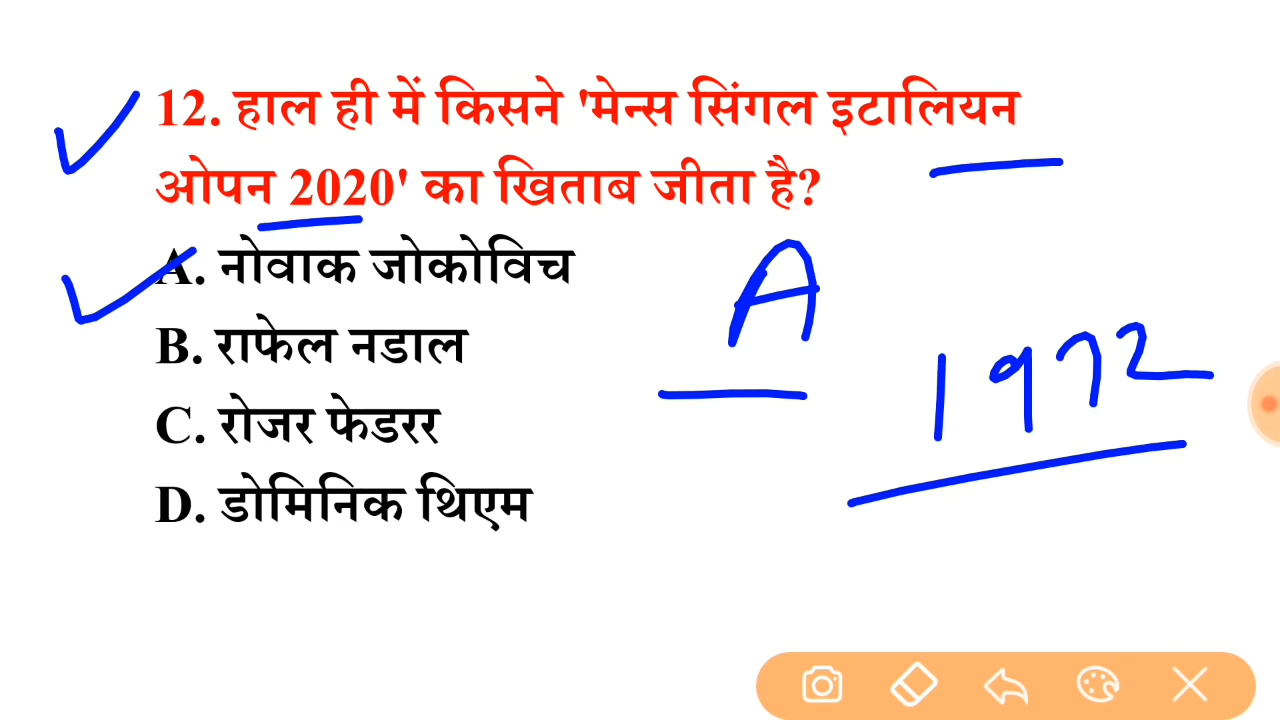 12. हाल ही में किसने 'मेन्स सिंगल इटालियन
ओपन 2020' का खिताब जीता है?
A. नोवाक जोकोविच
B. राफेल नडाल
C. रोजर फेडरर
D. डोमिनिक थिएम
A
1972